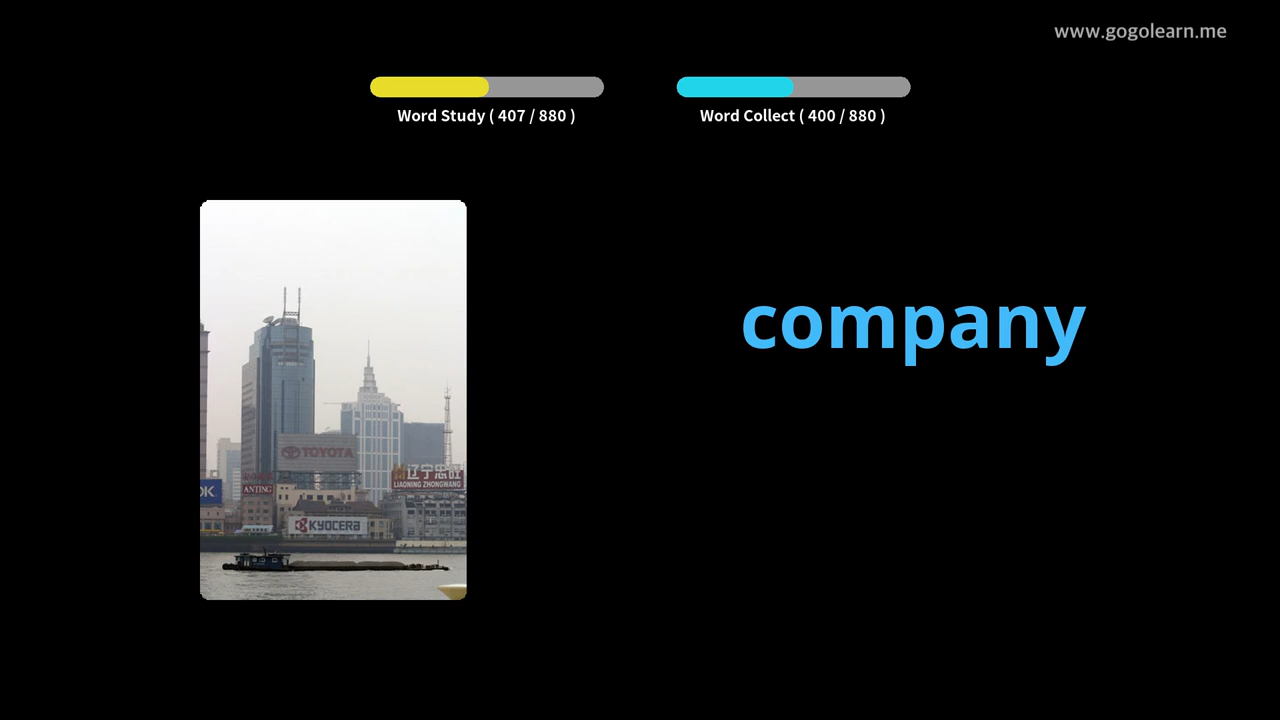 www.gogolearn.me
Word Study ( 407 / 880 )
Word Collect ( 400 / 880 )
company
TOYOTA
辽宁忠旺
LIAONING ZHONGWANG
OK
ANTING
KYOCERA